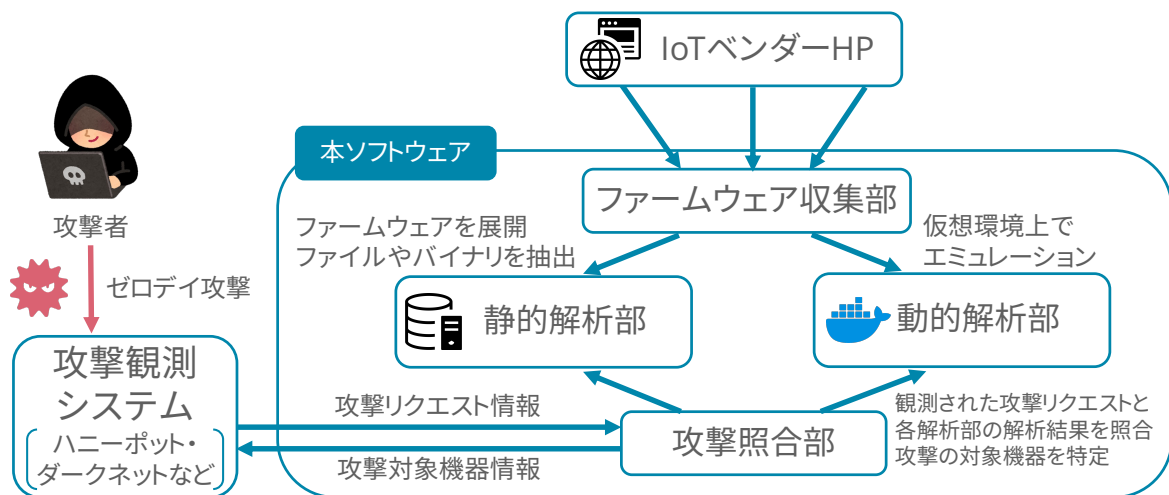 IoTベンダーHP
本ソフトウェア
ファームウェア収集部
攻撃者
ファームウェアを展開
ファイルやバイナリを抽出
仮想環境上で
エミュレーション
ゼロデイ攻撃
静的解析部
動的解析部
攻撃観測
システム
ハニーポット・
ダークネットなど
攻撃リクエスト情報
攻撃対象機器情報
攻撃照合部
観測された攻撃リクエストと
各解析部の解析結果を照合
攻撃の対象機器を特定